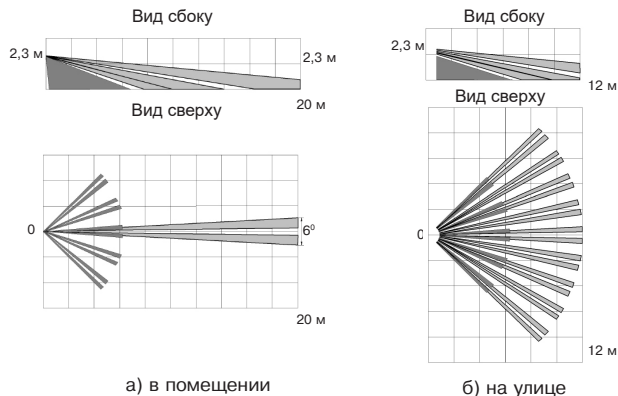 Вид сбоку
2,3 м
2,3 м
20 м
Вид сверху
0
6⁰
20 м
а) в помещении
Вид сбоку
2,3 м
12 м
Вид сверху
0
12 м
б) на улице